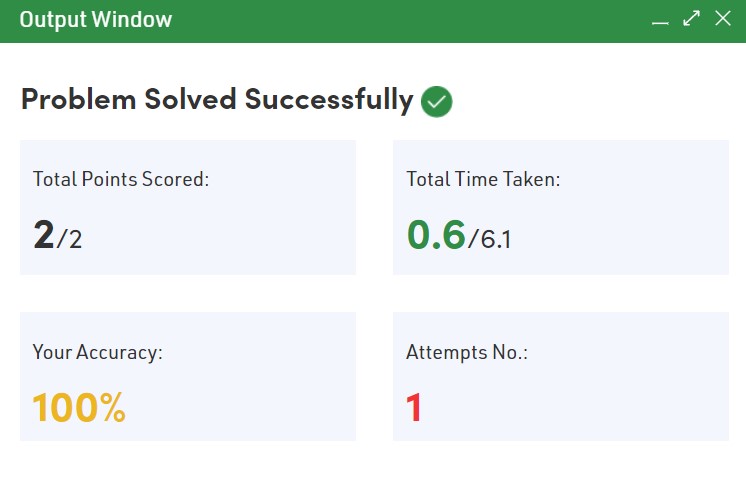 Output Window
Problem Solved Successfully
Total Points Scored:
2/2
Total Time Taken:
0.6/6.1
Your Accuracy:
100%
Attempts No.:
1